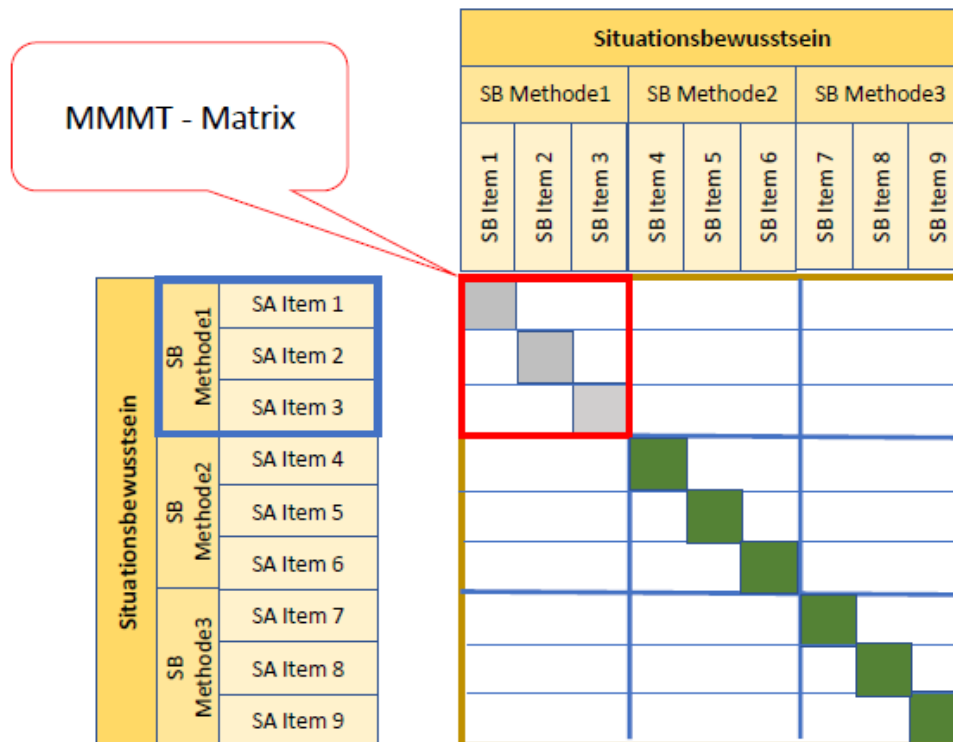 Situationsbewusstsein
MMMT - Matrix
SB Methode1 SB Methode2 SB Methode3
SB Item 1 SB Item 2 SB Item 3 SB Item 4 SB Item 5 SB Item 6 SB Item 7 SB Item 8 SB Item 9
Situationsbewusstsein
SB
Methode1
SA Item 1
SA Item 2
SA Item 3
SB
Methode2
SA Item 4
SA Item 5
SA Item 6
SB
Methode3
SA Item 7
SA Item 8
SA Item 9